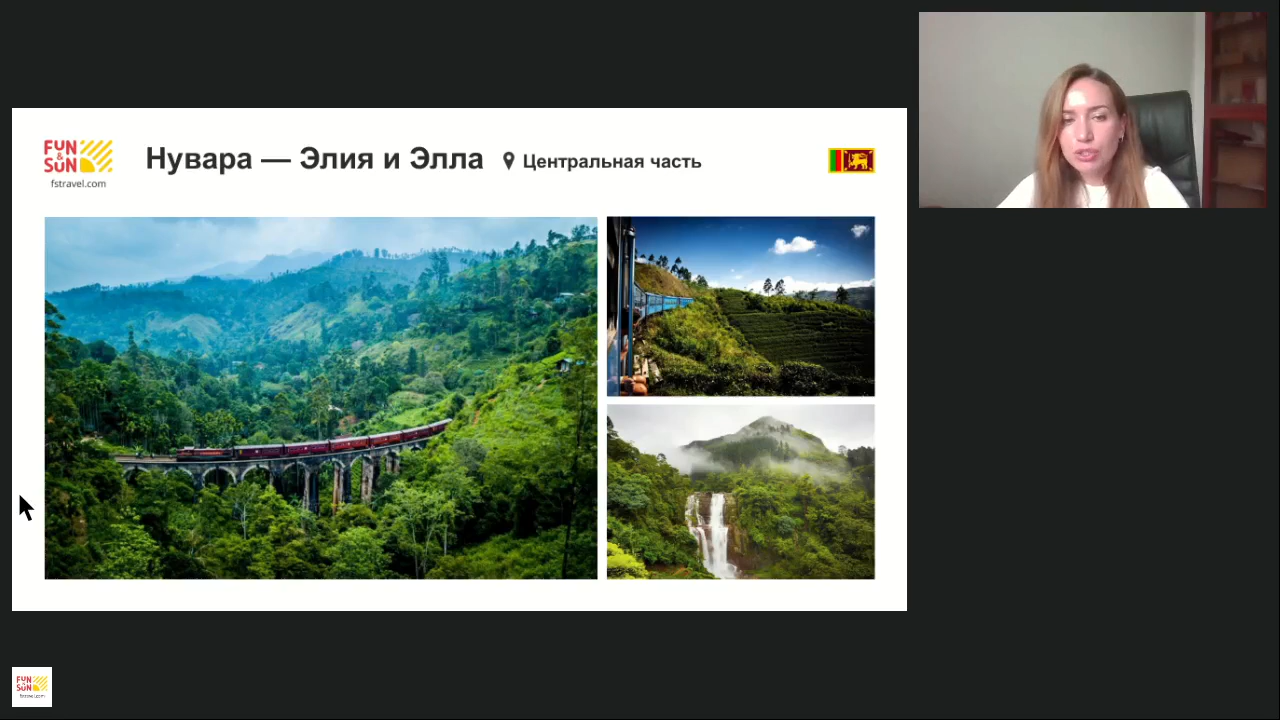 FUN
&
SUN
fstravel.com
Нувара — Элия и Элла
Центральная часть
FUN
&
SUN
fstravel.com